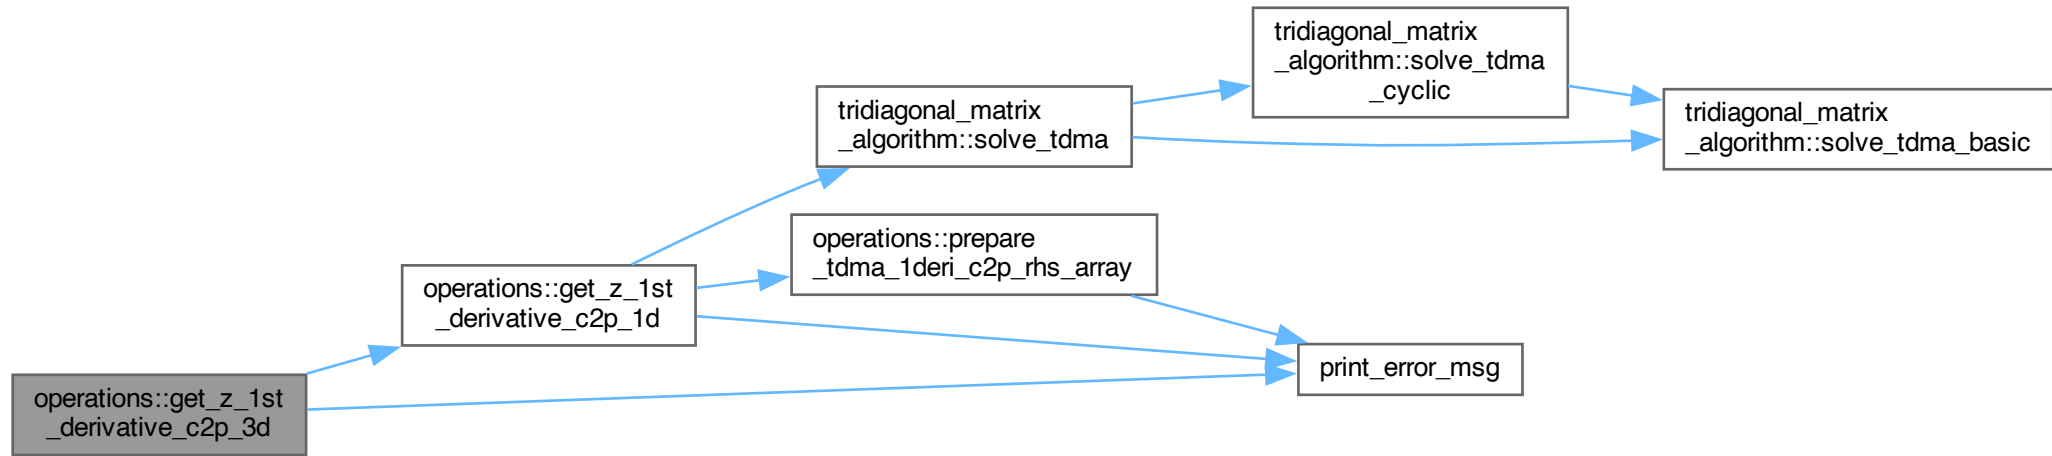 tridiagonal_matrix
_algorithm::solve_tdma
_cyclic
tridiagonal_matrix
_algorithm::solve_tdma
tridiagonal_matrix
_algorithm::solve_tdma_basic
operations::prepare
_tdma_1deri_c2p_rhs_array
operations::get_z_1st
_derivative_c2p_1d
print_error_msg
operations::get_z_1st
_derivative_c2p_3d